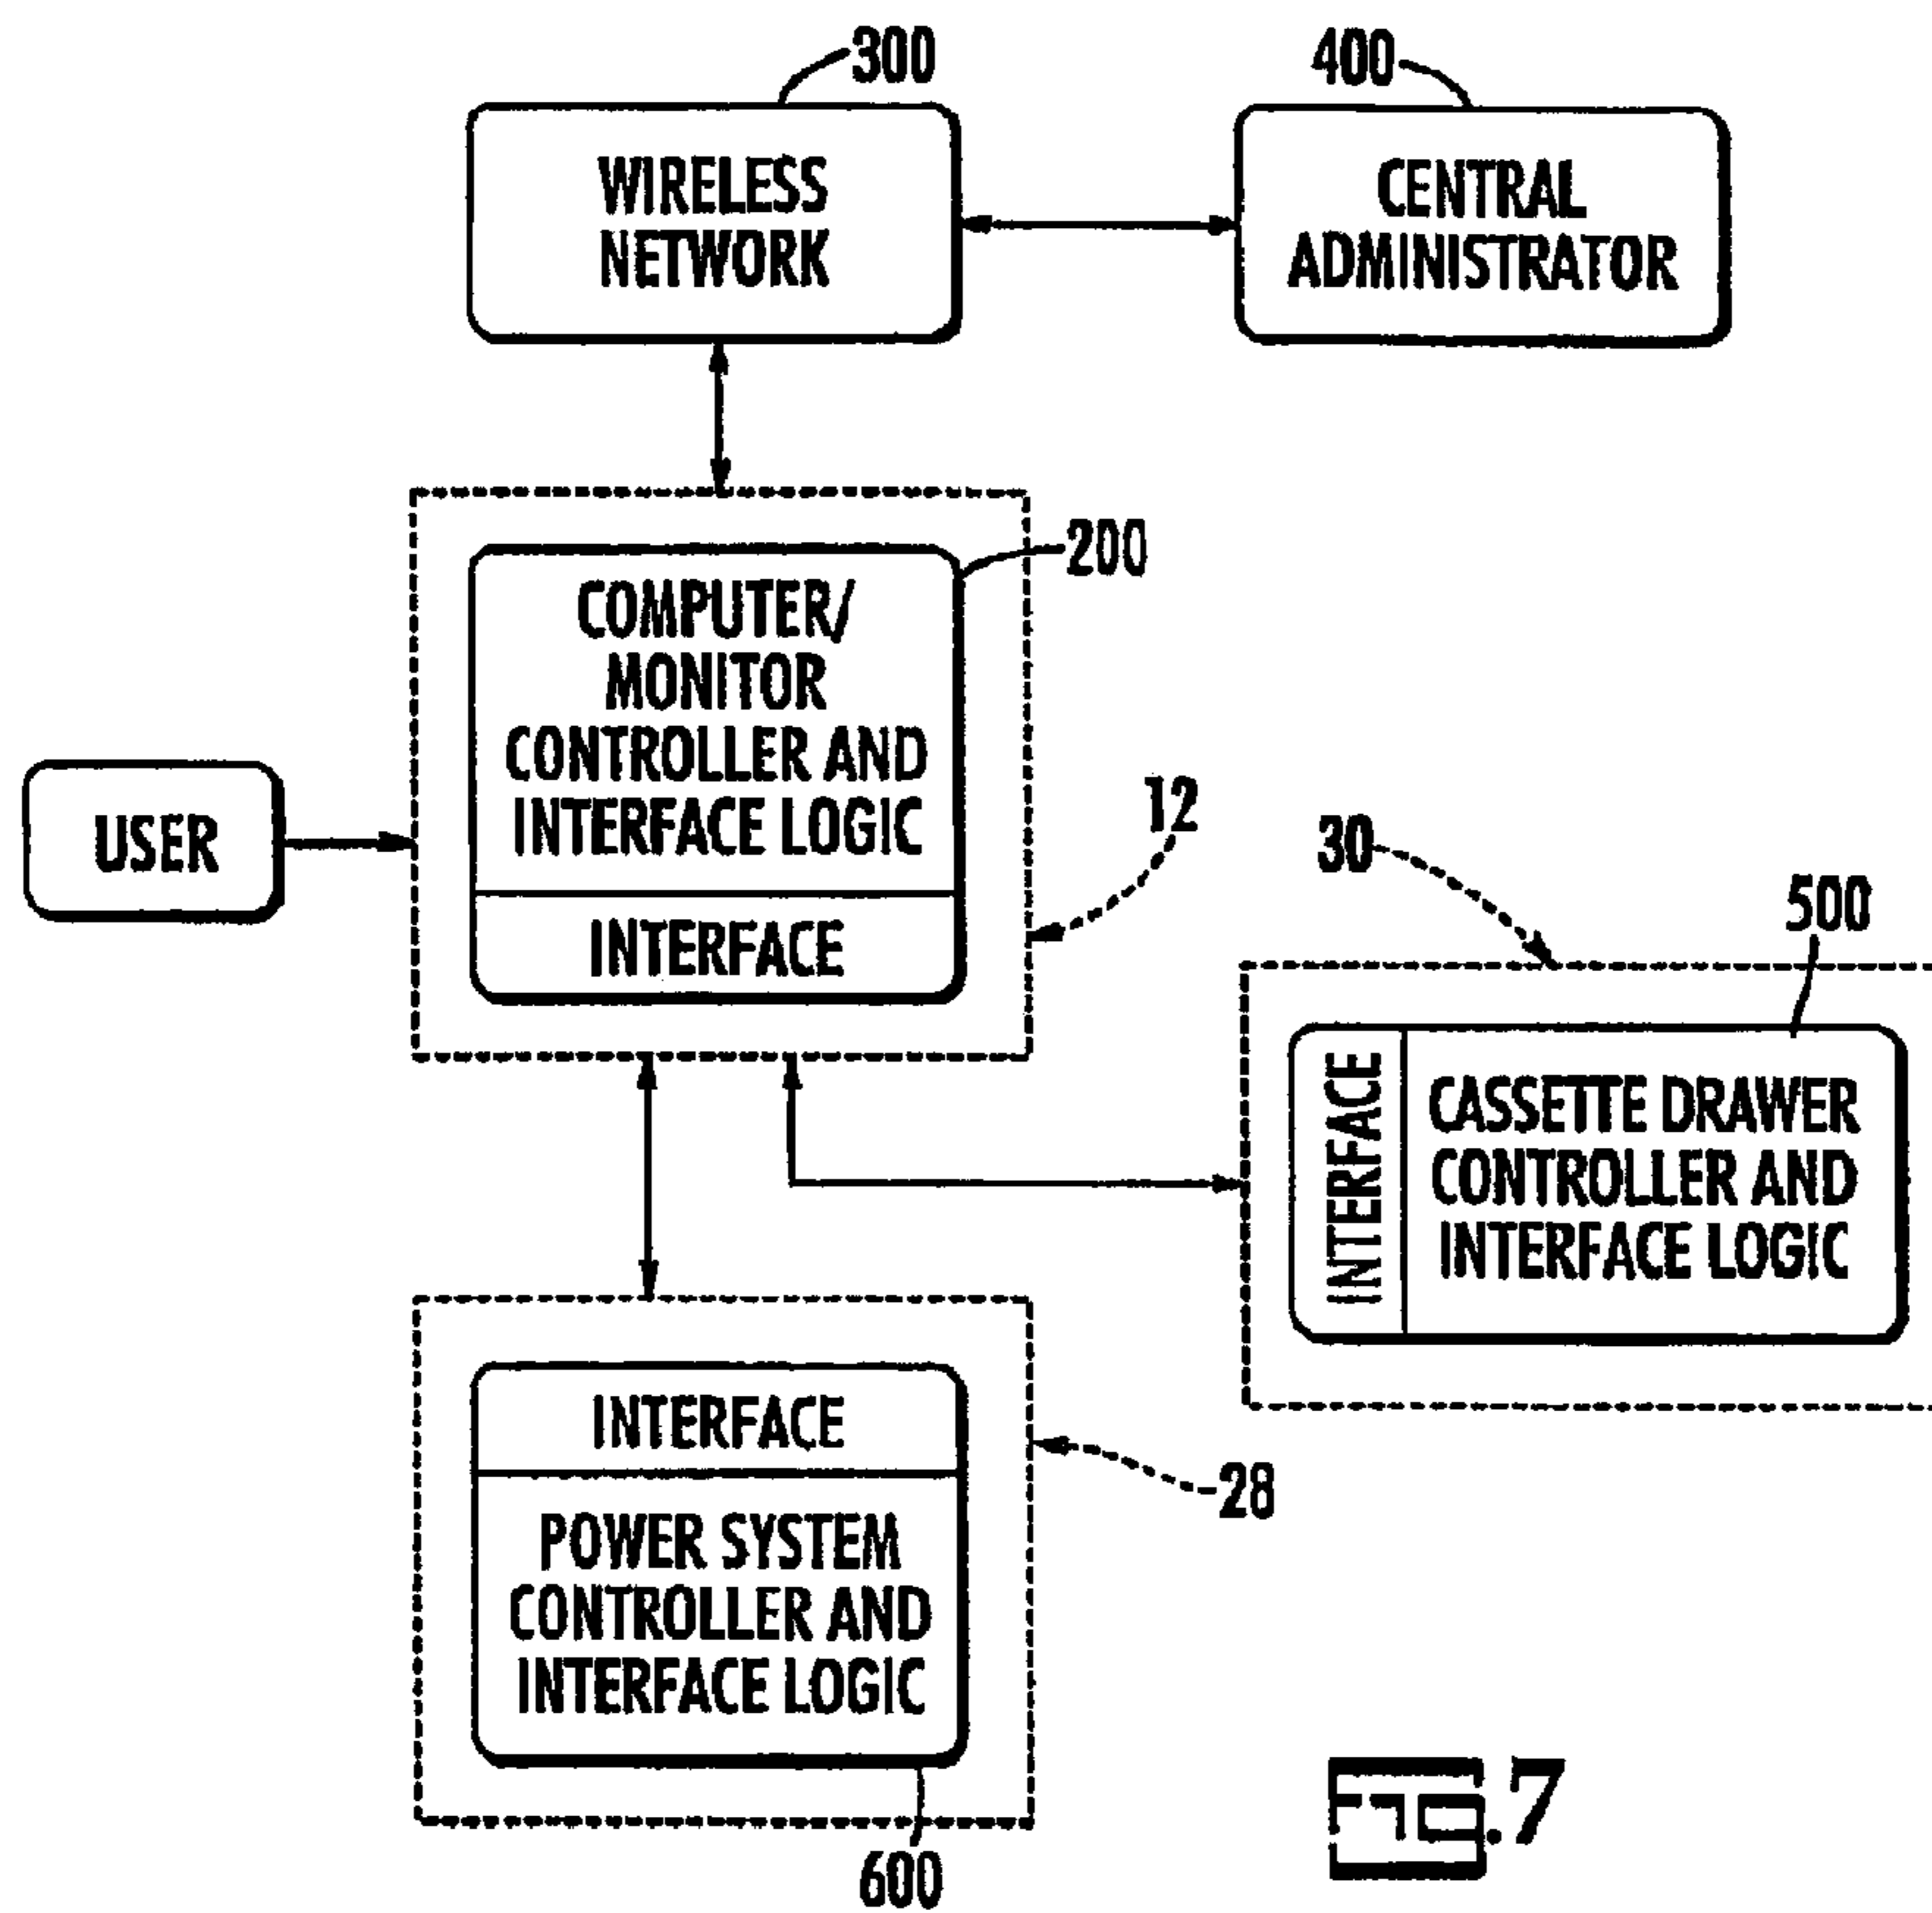 300
400
WIRELESS
NETWORK
CENTRAL
ADMINISTRATOR
200
COMPUTER/
MONITOR
CONTROLLER AND
INTERFACE LOGIC
INTERFACE
USER
12
30
500
INTERFACE
CASSETTE DRAWER
CONTROLLER AND
INTERFACE LOGIC
INTERFACE
POWER SYSTEM
CONTROLLER AND
INTERFACE LOGIC
28
600
FIG.7